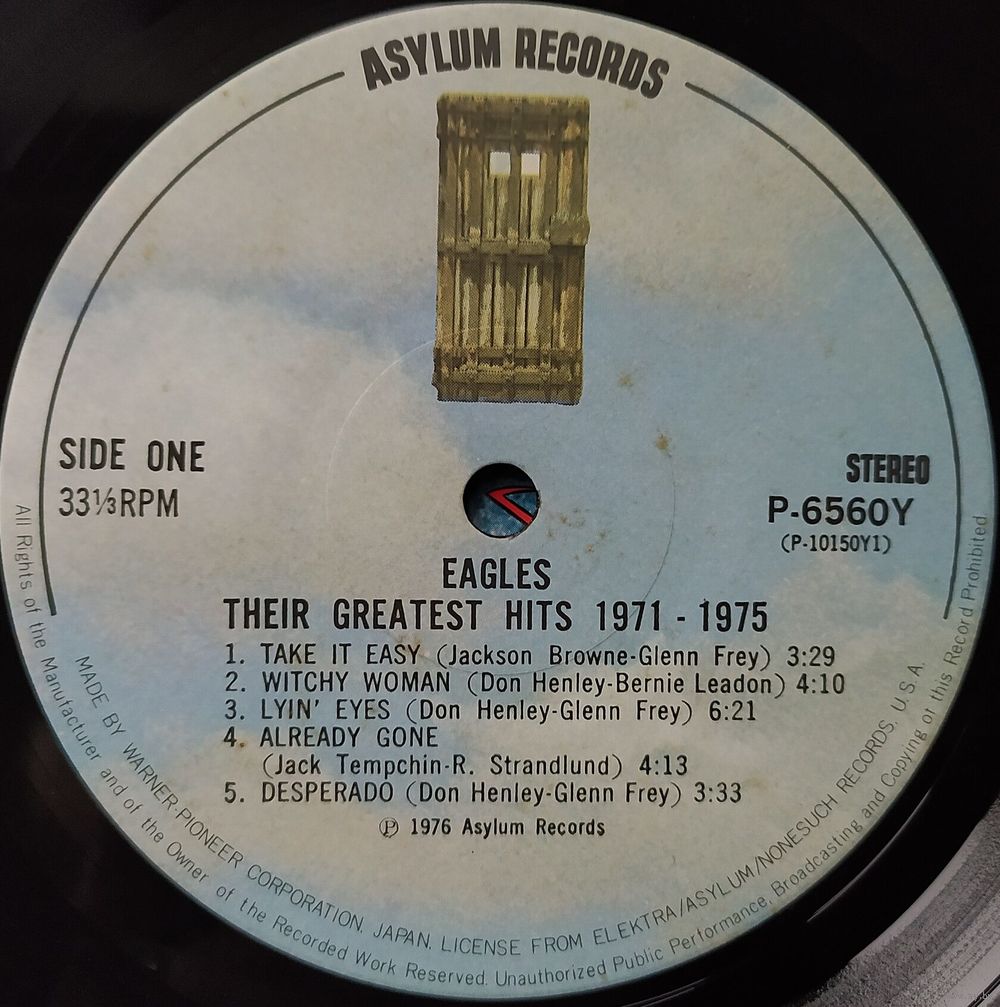 ASYLUM RECORDS
SIDE ONE
33⅓RPM
STEREO
P-6560Y
(P-10150Y1)
EAGLES
THEIR GREATEST HITS 1971 - 1975
1. TAKE IT EASY (Jackson Browne-Glenn Frey) 3:29
2. WITCHY WOMAN (Don Henley-Bernie Leadon) 4:10
3. LYIN' EYES (Don Henley-Glenn Frey) 6:21
4. ALREADY GONE
(Jack Tempchin-R. Strandlund) 4:13
5. DESPERADO (Don Henley-Glenn Frey) 3:33
Ⓟ 1976 Asylum Records
MADE BY WARNER-PIONEER CORPORATION, JAPAN. LICENSE FROM ELEKTRA/ASYLUM/NONESUCH RECORDS. U.S.A.
All Rights of the Manufacturer and of the Owner of the Recorded Work Reserved. Unauthorized Public Performance, Broadcasting and Copying of this Record Prohibited